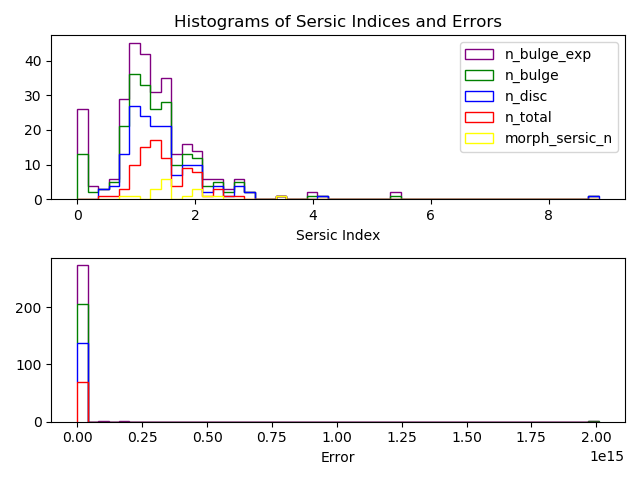 Histograms of Sersic Indices and Errors
40
30
20
10
0
n_bulge_exp
n_bulge
n_disc
n_total
morph_sersic_n
0 2 4 6 8
Sersic Index
200
100
0
0.00 0.25 0.50 0.75 1.00 1.25 1.50 1.75 2.00
1e15
Error